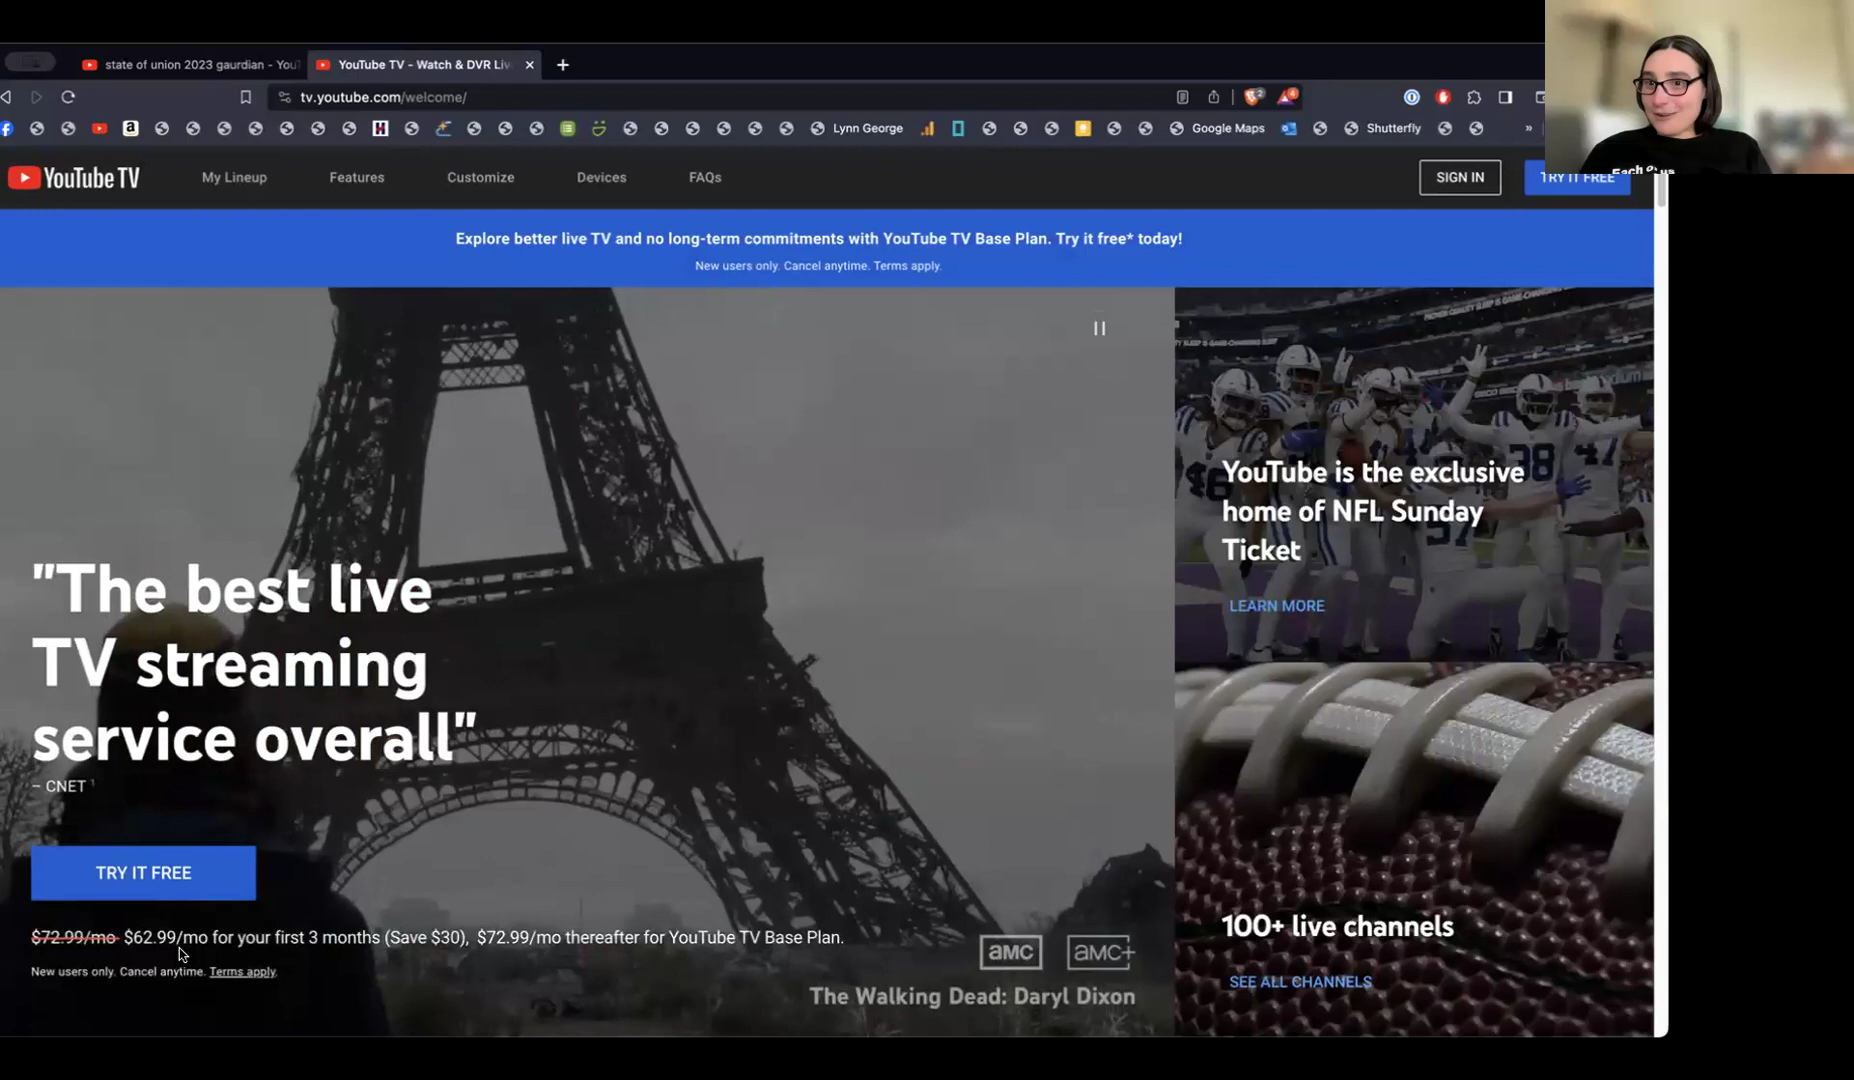 state of union 2023 gaurdian - You
YouTube TV - Watch & DVR Liv
tv.youtube.com/welcome/
Lynn George
Google Maps
Shutterfly
YouTube TV
My Lineup
Features
Customize
Devices
FAQs
SIGN IN
TRY IT FREE
Explore better live TV and no long-term commitments with YouTube TV Base Plan. Try it free* today!
New users only. Cancel anytime. Terms apply.
"The best live
TV streaming
service overall"
– CNET 1
TRY IT FREE
$72.99/mo $62.99/mo for your first 3 months (Save $30), $72.99/mo thereafter for YouTube TV Base Plan.
New users only. Cancel anytime. Terms apply.
amc
amc+
The Walking Dead: Daryl Dixon
YouTube is the exclusive
home of NFL Sunday
Ticket
LEARN MORE
100+ live channels
SEE ALL CHANNELS